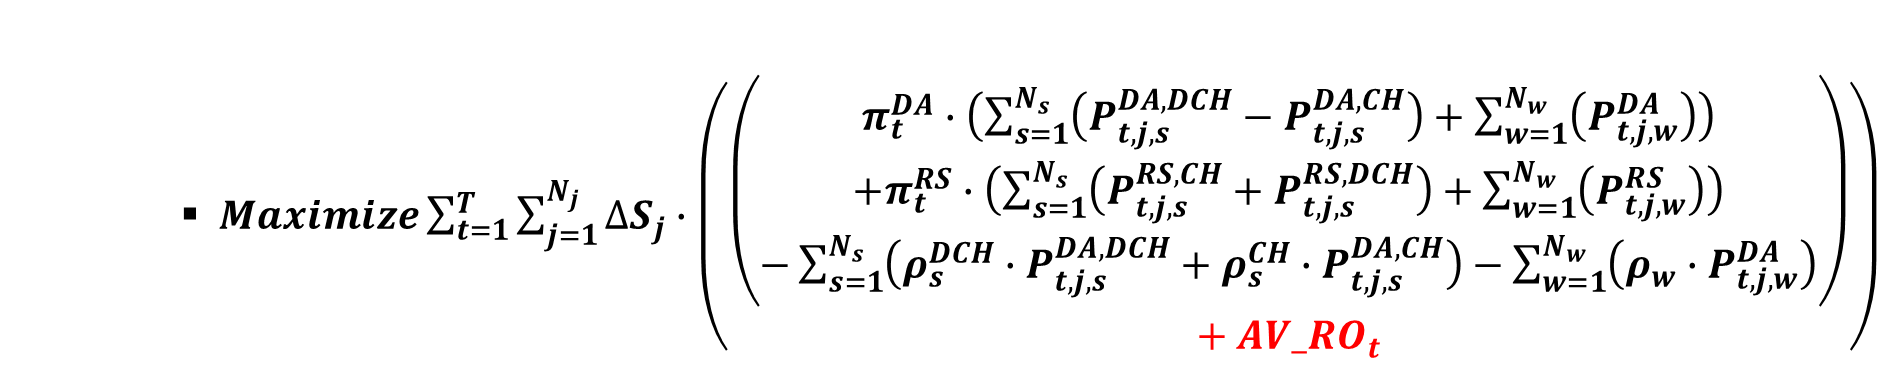 ▪ Maximize ∑_{t=1}^{T} ∑_{j=1}^{N_j} ΔS_j · ((
π_t^{DA} · (∑_{s=1}^{N_s}(P_{t,j,s}^{DA,DCH} − P_{t,j,s}^{DA,CH}) + ∑_{w=1}^{N_w}(P_{t,j,w}^{DA}))
+π_t^{RS} · (∑_{s=1}^{N_s}(P_{t,j,s}^{RS,CH} + P_{t,j,s}^{RS,DCH}) + ∑_{w=1}^{N_w}(P_{t,j,w}^{RS}))
− ∑_{s=1}^{N_s}(ρ_s^{DCH} · P_{t,j,s}^{DA,DCH} + ρ_s^{CH} · P_{t,j,s}^{DA,CH}) − ∑_{w=1}^{N_w}(ρ_w · P_{t,j,w}^{DA}) )
+ AV_RO_t )